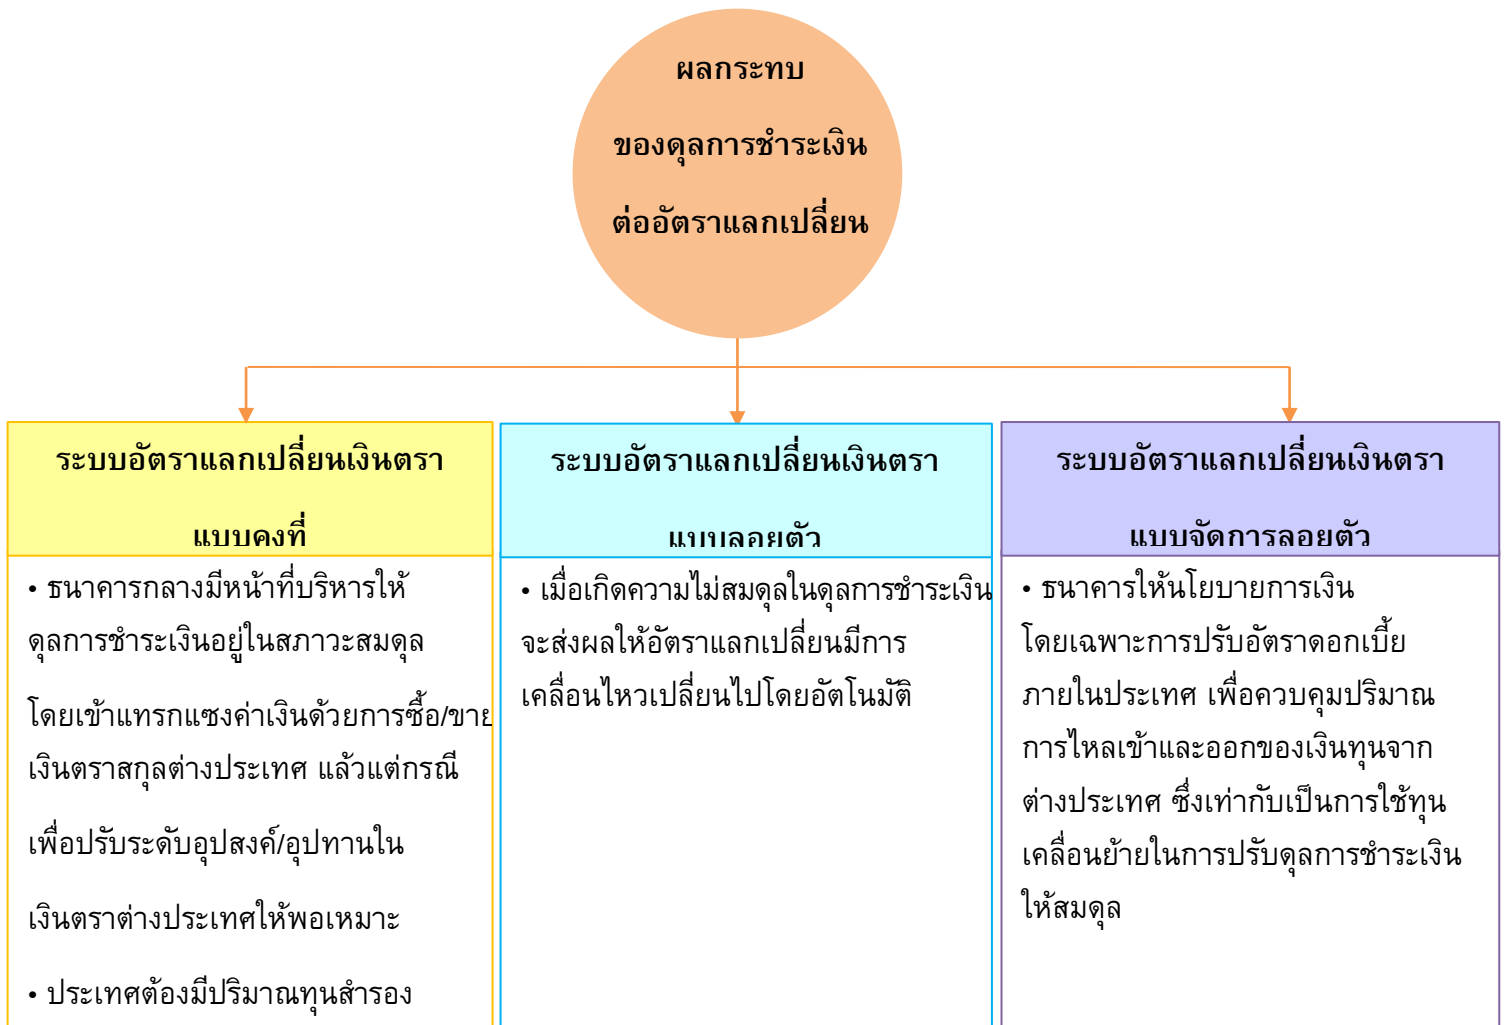 ผลกระทบ
ของดุลการชำระเงิน
ต่ออัตราแลกเปลี่ยน
ระบบอัตราแลกเปลี่ยนเงินตรา
แบบคงที่
• ธนาคารกลางมีหน้าที่บริหารให้
ดุลการชำระเงินอยู่ในสภาวะสมดุล
โดยเข้าแทรกแซงค่าเงินด้วยการซื้อ/ขาย
เงินตราสกุลต่างประเทศ แล้วแต่กรณี
เพื่อปรับระดับอุปสงค์/อุปทานใน
เงินตราต่างประเทศให้พอเหมาะ
• ประเทศต้องมีปริมาณทุนสำรอง
ระบบอัตราแลกเปลี่ยนเงินตรา
แบบลอยตัว
• เมื่อเกิดความไม่สมดุลในดุลการชำระเงิน
จะส่งผลให้อัตราแลกเปลี่ยนมีการ
เคลื่อนไหวเปลี่ยนไปโดยอัตโนมัติ
ระบบอัตราแลกเปลี่ยนเงินตรา
แบบจัดการลอยตัว
• ธนาคารให้นโยบายการเงิน
โดยเฉพาะการปรับอัตราดอกเบี้ย
ภายในประเทศ เพื่อควบคุมปริมาณ
การไหลเข้าและออกของเงินทุนจาก
ต่างประเทศ ซึ่งเท่ากับเป็นการใช้ทุน
เคลื่อนย้ายในการปรับดุลการชำระเงิน
ให้สมดุล